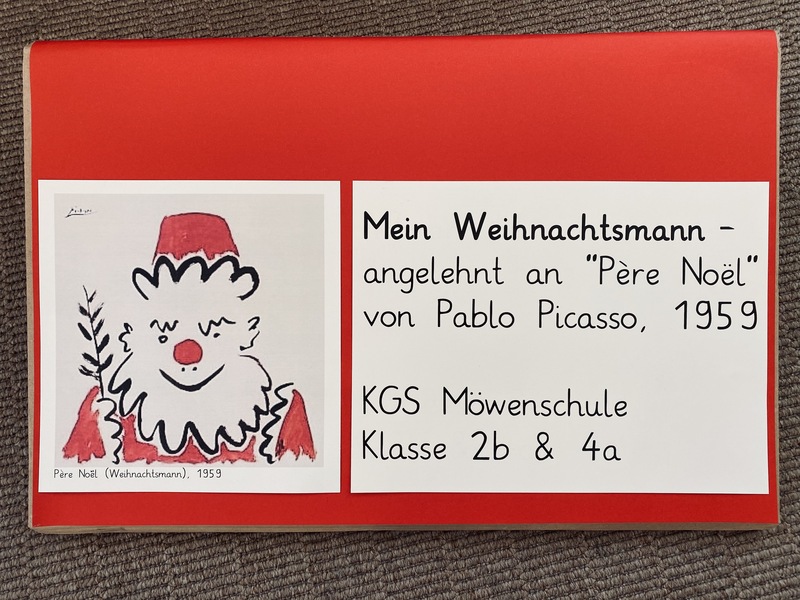 Mein Weihnachtsmann -
angelehnt an "Père Noël"
von Pablo Picasso, 1959
KGS Möwenschule
Klasse 2b & 4a
Père Noël (Weihnachtsmann), 1959